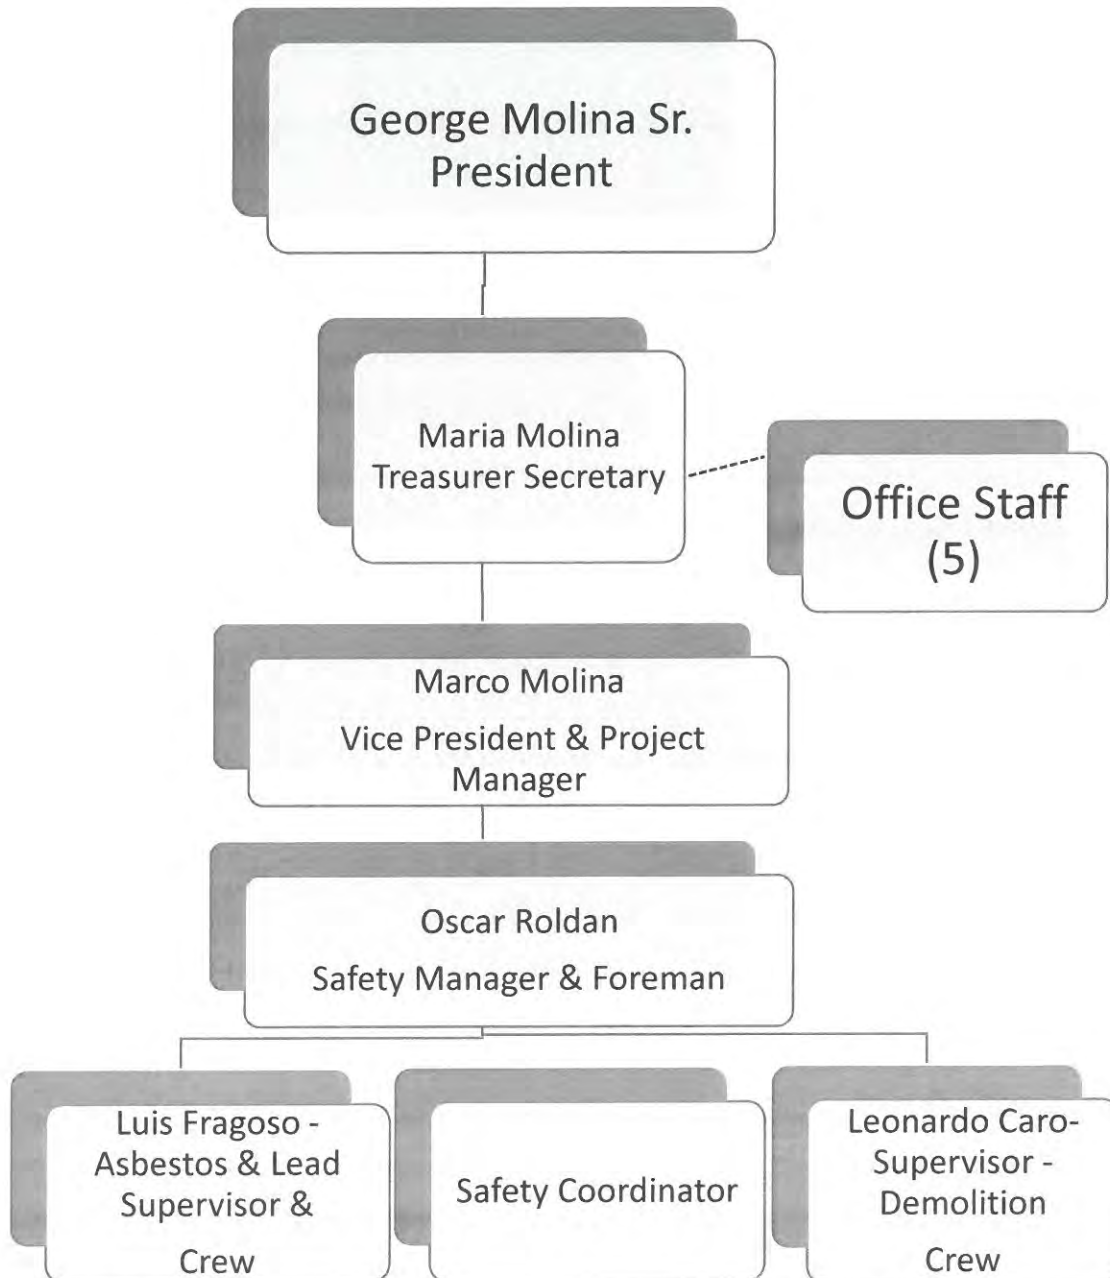 George Molina Sr.
President
Maria Molina
Treasurer Secretary
Office Staff
(5)
Marco Molina
Vice President & Project
Manager
Oscar Roldan
Safety Manager & Foreman
Luis Fragoso -
Asbestos & Lead
Supervisor &
Crew
Safety Coordinator
Leonardo Caro-
Supervisor -
Demolition
Crew